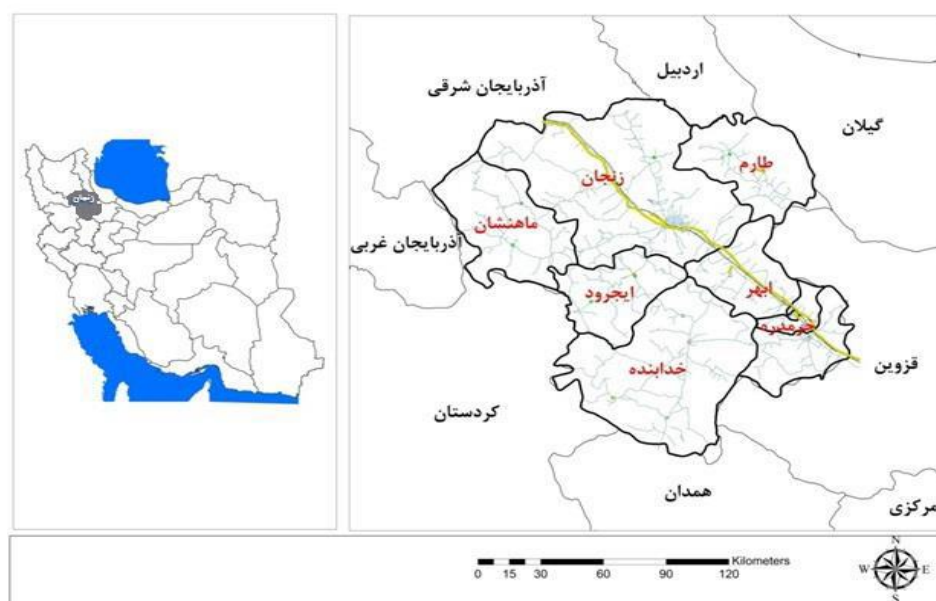 اردبیل
آذربایجان شرقی
گیلان
طارم
زنجان
ماهنشان
آذربایجان غربی
ایجرود
ابهر
خرمدره
خدابنده
قزوین
کردستان
همدان
مرکزی
زنجان
Kilometers
0 15 30 60 90 120
N
W E
S